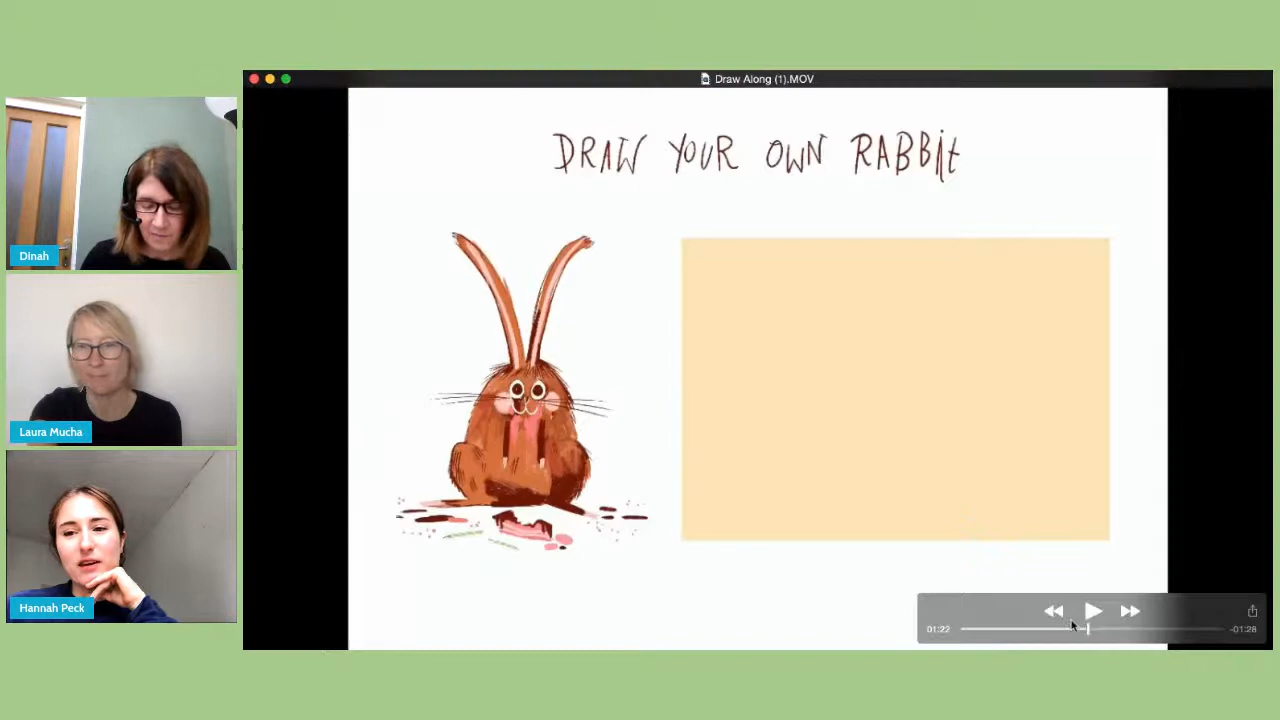 Draw Along (1).MOV
DRAW YOUR OWN RABBIT
Dinah
Laura Mucha
Hannah Peck
01:22
-01:28